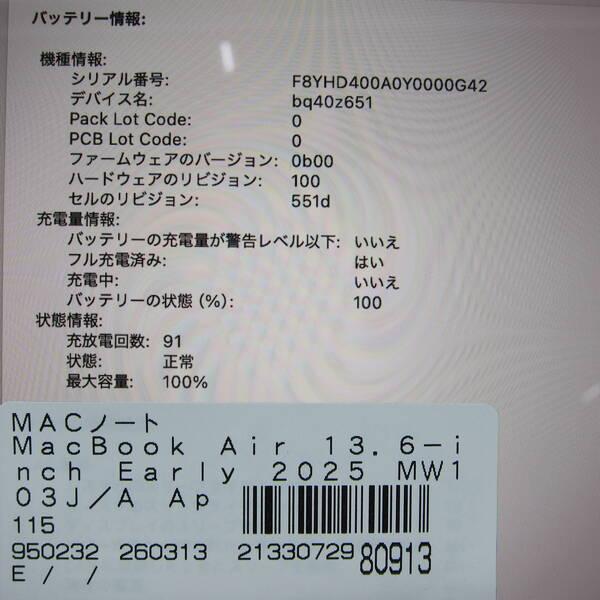 バッテリー情報:
機種情報:
シリアル番号: F8YHD400A0Y0000G42
デバイス名: bq40z651
Pack Lot Code: 0
PCB Lot Code: 0
ファームウェアのバージョン: 0b00
ハードウェアのリビジョン: 100
セルのリビジョン: 551d
充電量情報:
バッテリーの充電量が警告レベル以下: いいえ
フル充電済み: はい
充電中: いいえ
バッテリーの状態（%）: 100
状態情報:
充放電回数: 91
状態: 正常
最大容量: 100%
MACノート
MacBook Air 13.6-i
nch Early 2025 MW1
03J/A Ap
115
950232 260313 21330729 80913
E / /